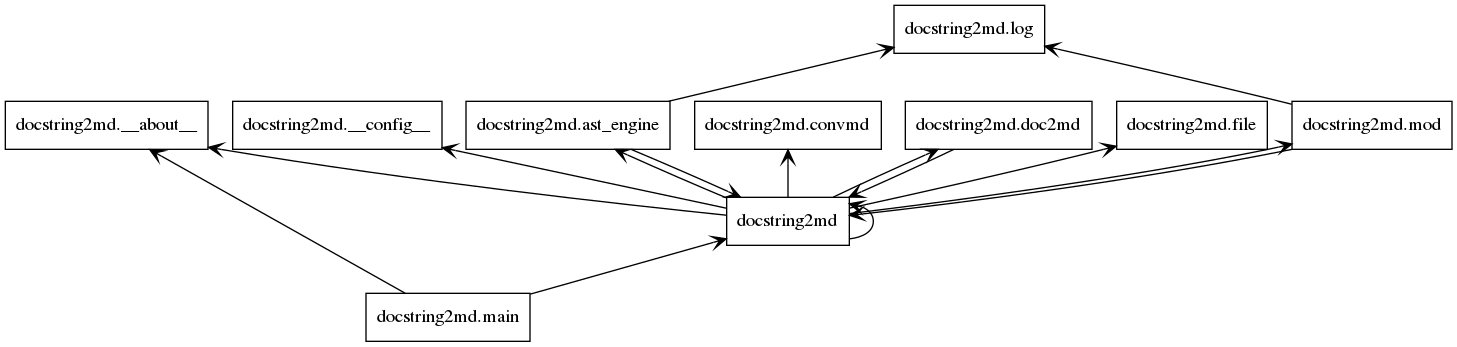 docstring2md.log
docstring2md.__about__
docstring2md.__config__
docstring2md.ast_engine
docstring2md.convmd
docstring2md.doc2md
docstring2md.file
docstring2md.mod
docstring2md
docstring2md.main